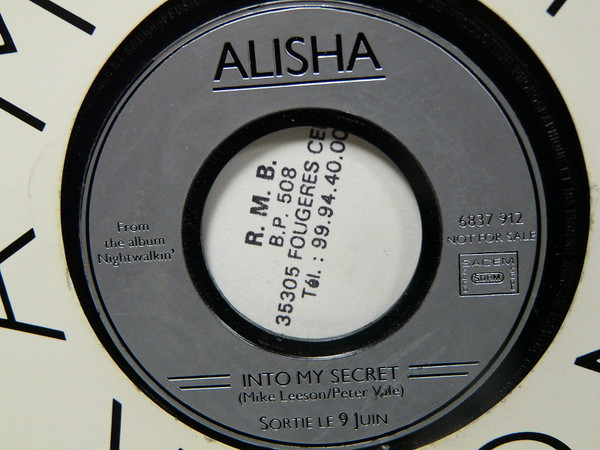 ALISHA
From
the album
Nightwalkin'
R. M. B.
B.P. 508
35305 FOUGERES CE
Tél. : 99.94.40.00
6837 912
NOT FOR SALE
SACEM
SDRM
INTO MY SECRET
(Mike Leeson/Peter Vale)
SORTIE LE 9 JUIN